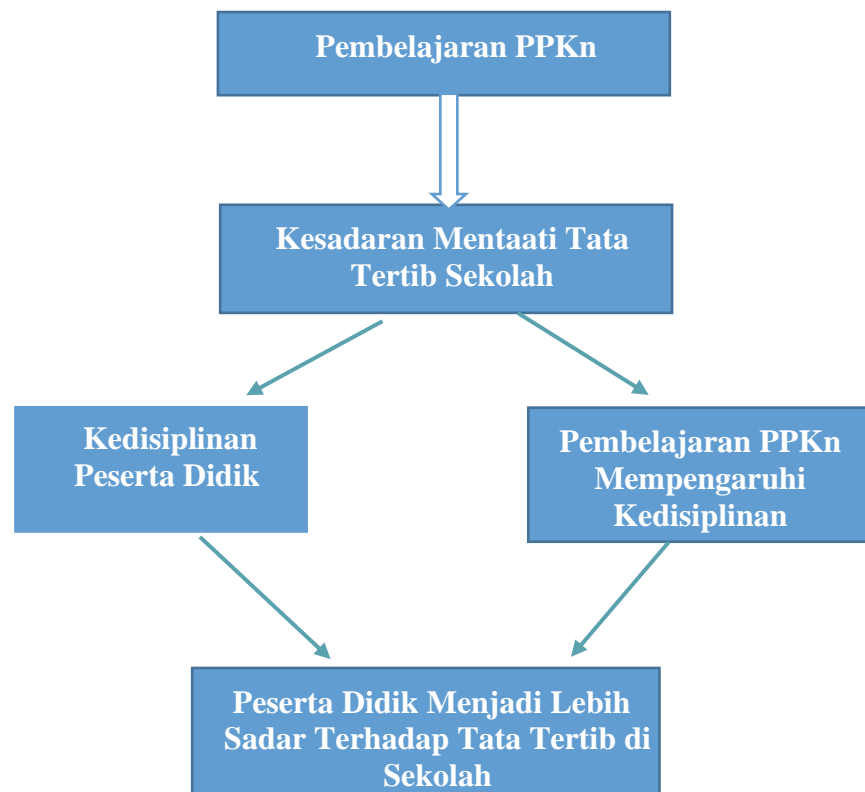 Pembelajaran PPKn
Kesadaran Mentaati Tata
Tertib Sekolah
Kedisiplinan
Peserta Didik
Pembelajaran PPKn
Mempengaruhi
Kedisiplinan
Peserta Didik Menjadi Lebih
Sadar Terhadap Tata Tertib di
Sekolah